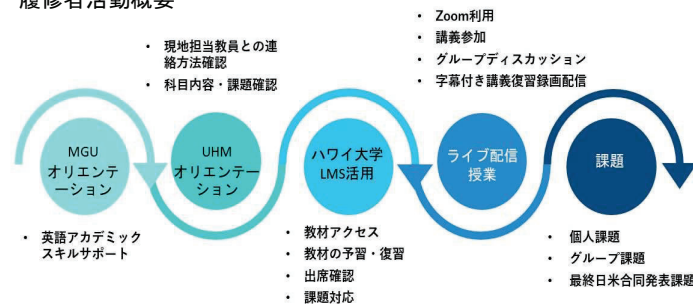 履修者活動概要
MGU
オリエンテ
ーション
・ 英語アカデミック
スキルサポート
・ 現地担当教員との連
絡方法確認
・ 科目内容・課題確認
UHM
オリエンテー
ション
ハワイ大学
LMS活用
・ 教材アクセス
・ 教材の予習・復習
・ 出席確認
・ 課題対応
・ Zoom利用
・ 講義参加
・ グループディスカッション
・ 字幕付き講義復習録画配信
ライブ配信
授業
課題
・ 個人課題
・ グループ課題
・ 最終日米合同発表課題